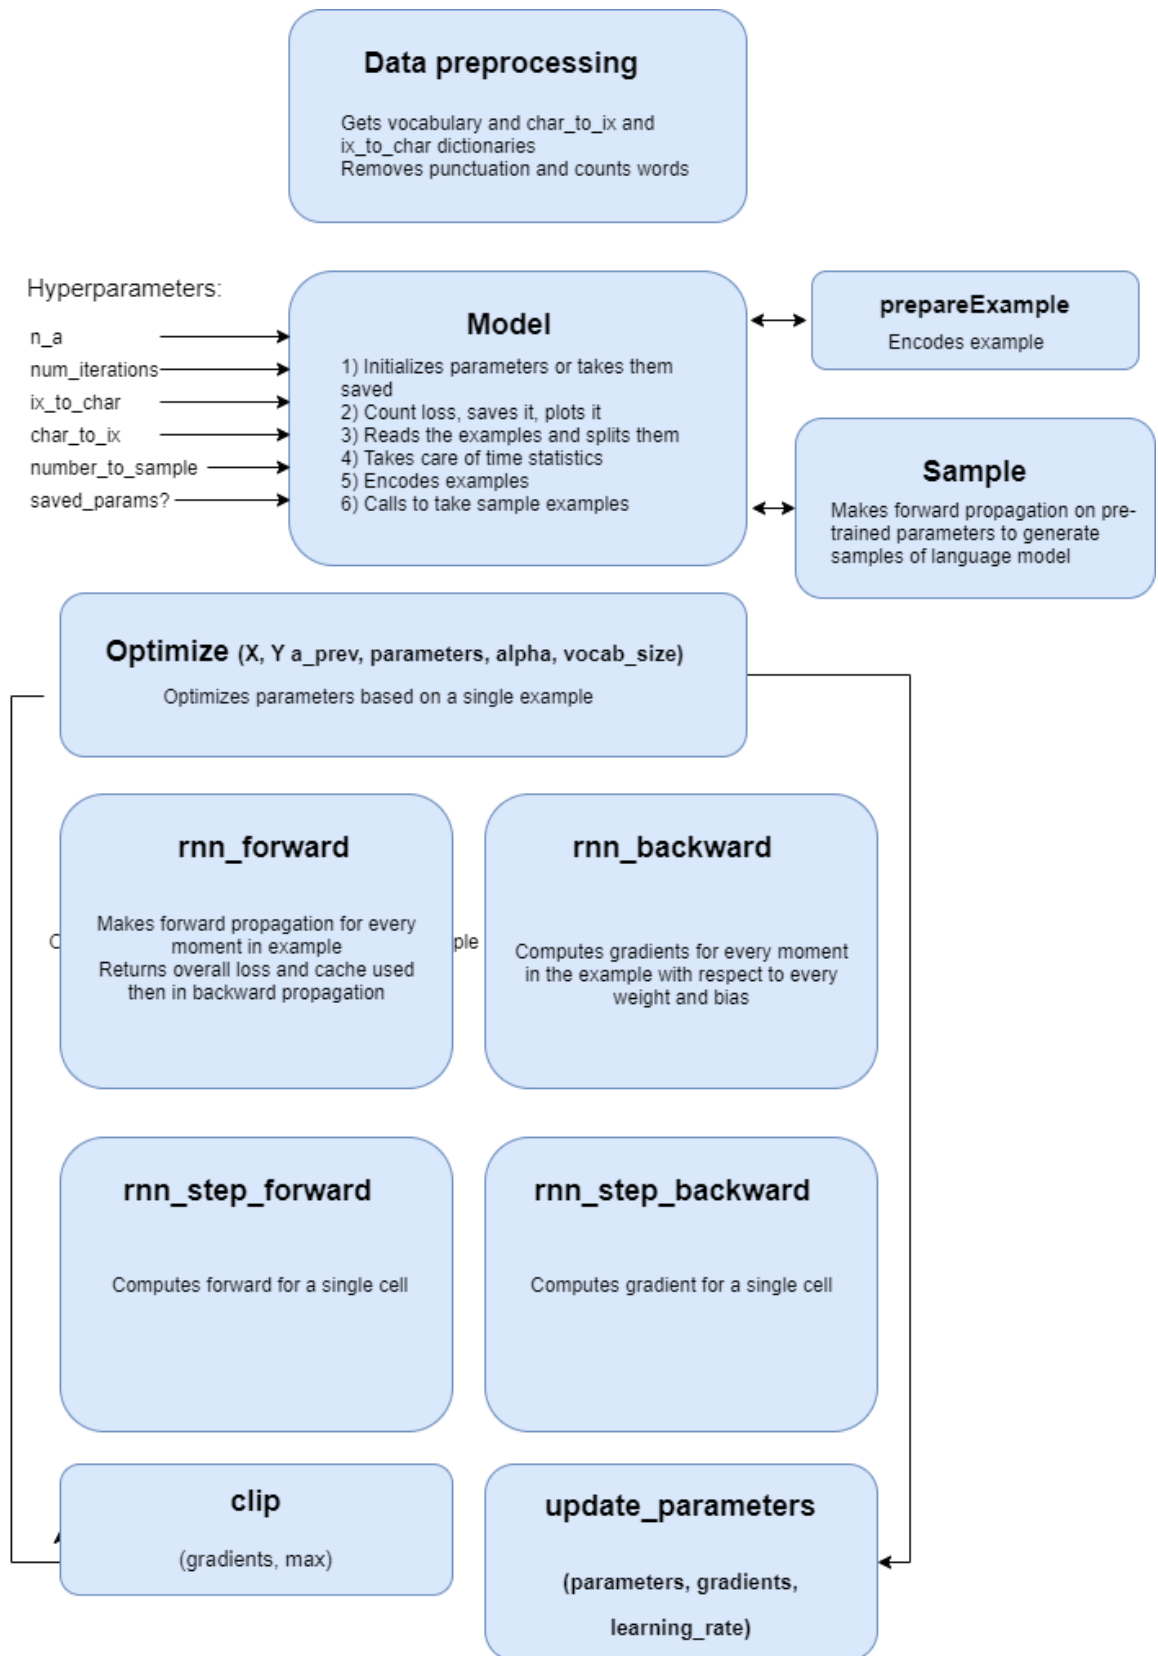 Data preprocessing
Gets vocabulary and char_to_ix and
ix_to_char dictionaries
Removes punctuation and counts words
Hyperparameters:
n_a
num_iterations
ix_to_char
char_to_ix
number_to_sample
saved_params?
Model
1) Initializes parameters or takes them
saved
2) Count loss, saves it, plots it
3) Reads the examples and splits them
4) Takes care of time statistics
5) Encodes examples
6) Calls to take sample examples
prepareExample
Encodes example
Sample
Makes forward propagation on pre-
trained parameters to generate
samples of language model
Optimize (X, Y a_prev, parameters, alpha, vocab_size)
Optimizes parameters based on a single example
rnn_forward
Makes forward propagation for every
moment in example
Returns overall loss and cache used
then in backward propagation
ple
rnn_backward
Computes gradients for every moment
in the example with respect to every
weight and bias
rnn_step_forward
Computes forward for a single cell
rnn_step_backward
Computes gradient for a single cell
clip
(gradients, max)
update_parameters
(parameters, gradients,
learning_rate)